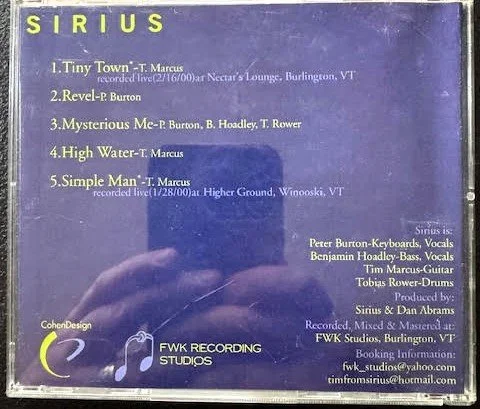 SIRIUS
1.Tiny Town*-T. Marcus
recorded live(2/16/00)at Nectar's Lounge, Burlington, VT
2.Revel-P. Burton
3.Mysterious Me-P. Burton, B. Hoadley, T. Rower
4.High Water-T. Marcus
5.Simple Man*-T. Marcus
recorded live(1/28/00)at Higher Ground, Winooski, VT
Sirius is:
Peter Burton-Keyboards, Vocals
Benjamin Hoadley-Bass, Vocals
Tim Marcus-Guitar
Tobias Rower-Drums
Produced by:
Sirius & Dan Abrams
Recorded, Mixed & Mastered at:
FWK Studios, Burlington, VT
Booking Information:
fwk_studios@yahoo.com
timfromsirius@hotmail.com
CohenDesign
FWK RECORDING
STUDIOS